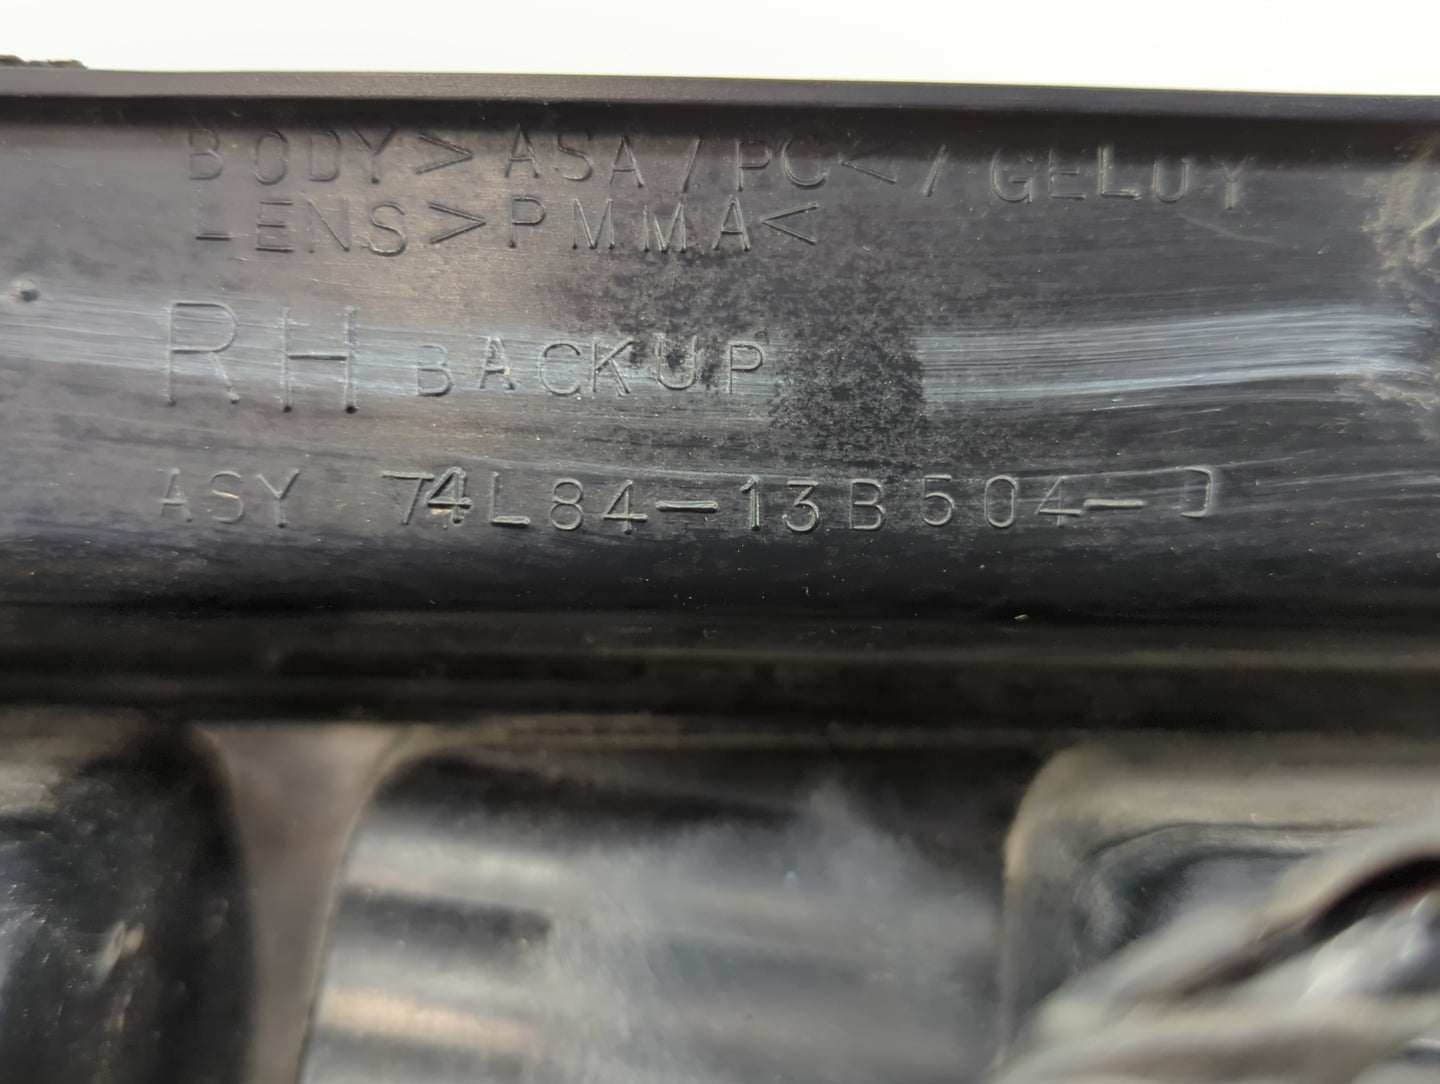 BODY>ASA/PC</GELOY
LENS>PMMA<
RH BACKUP
ASY 74L84-13B504-D